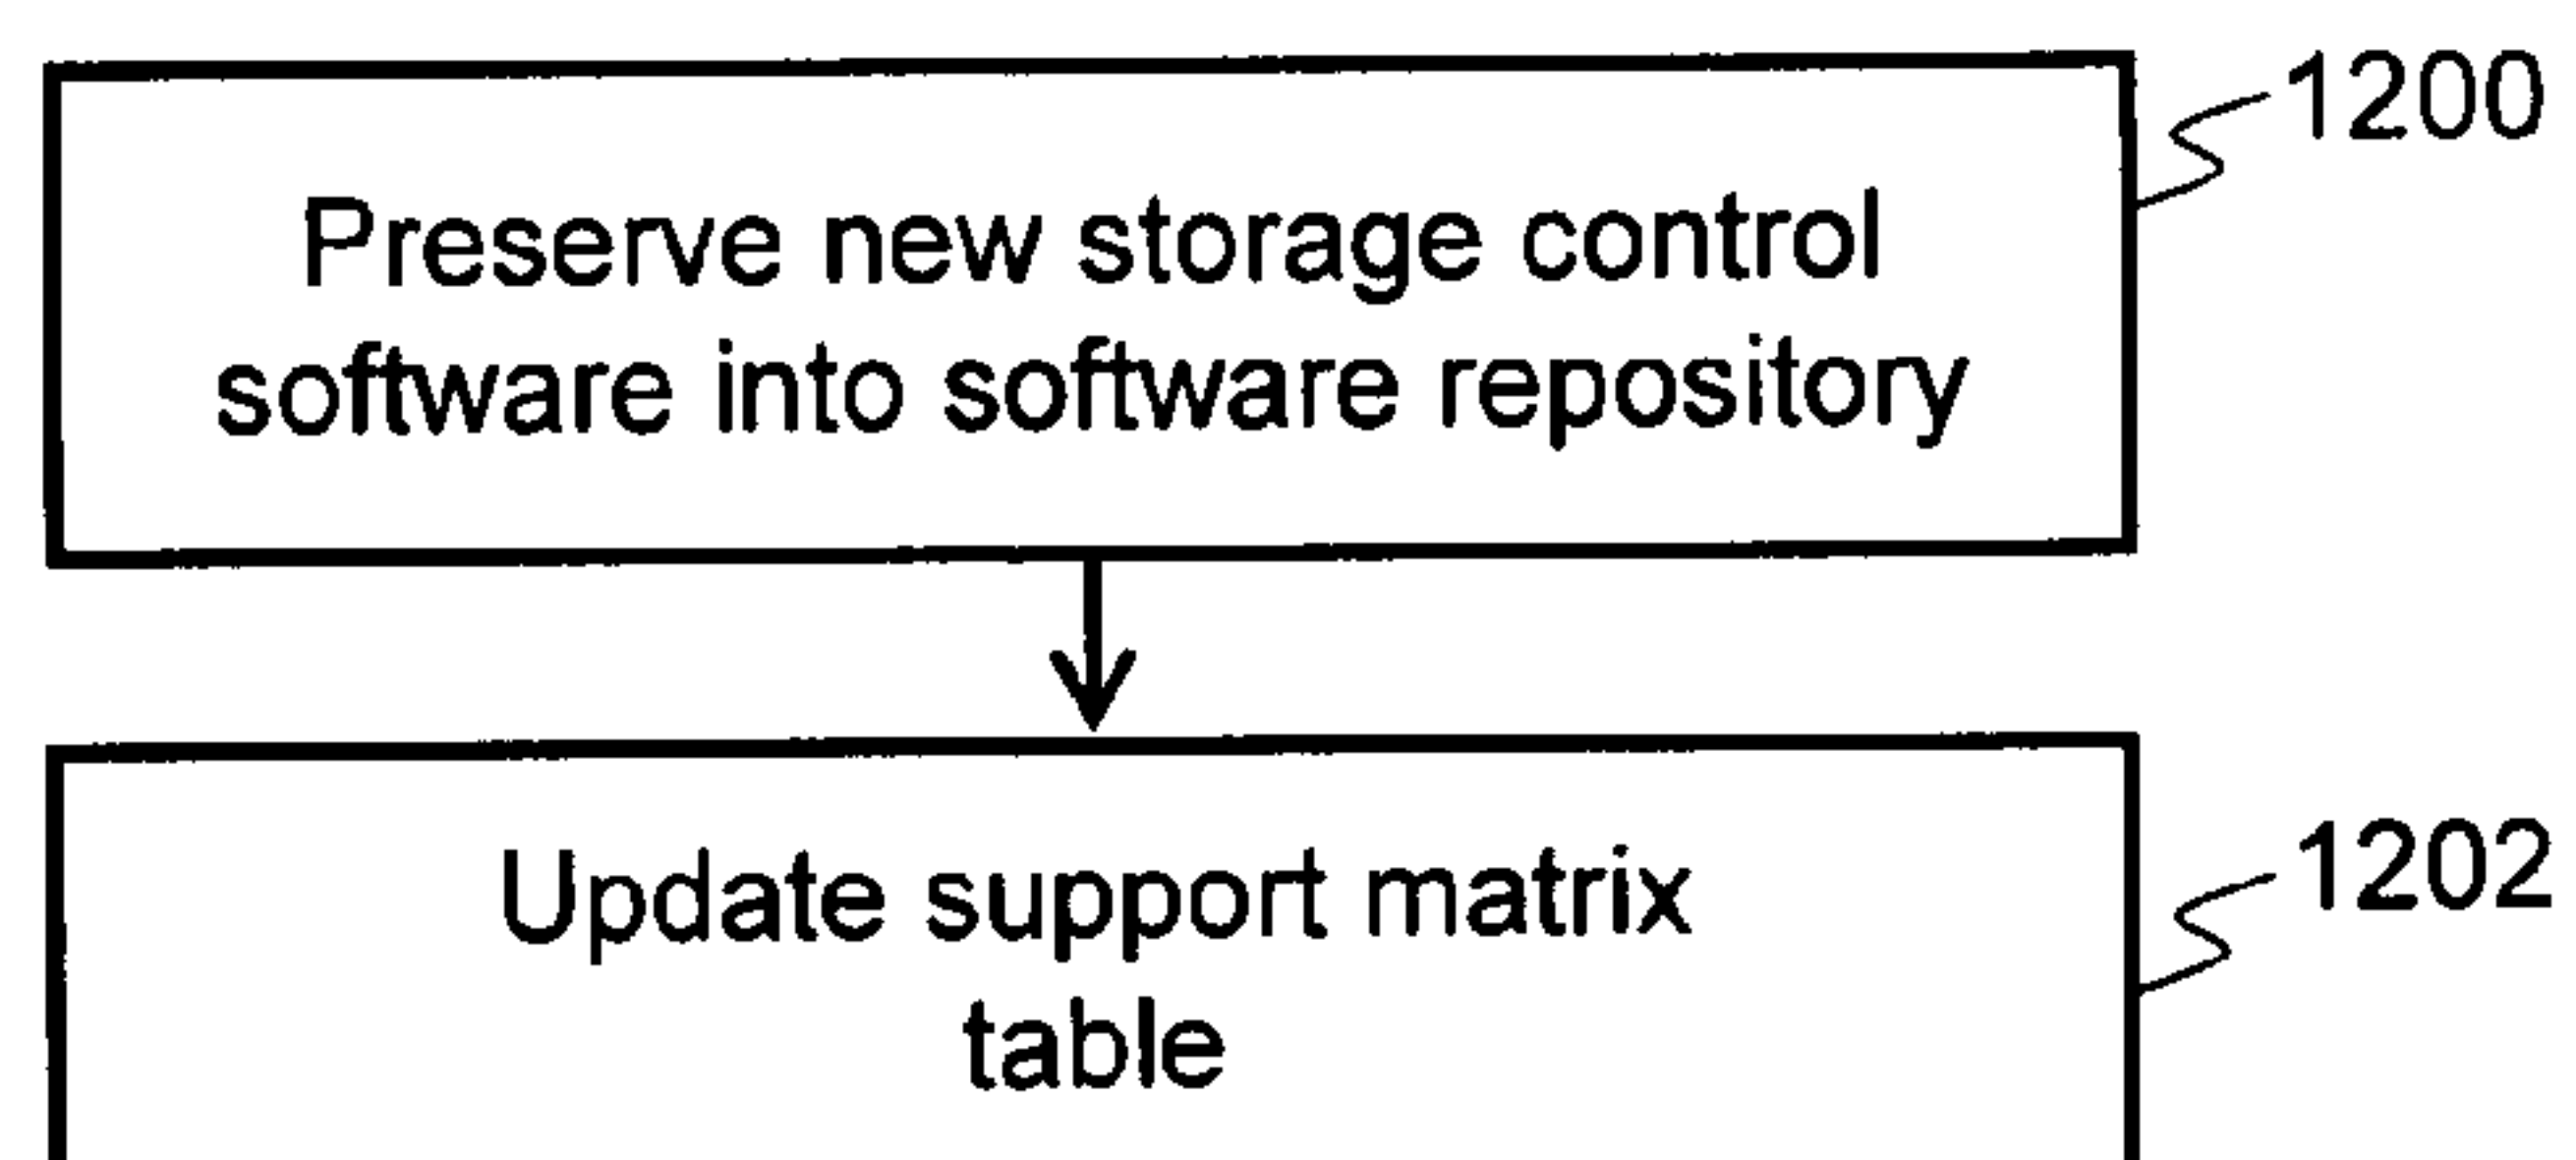 1200
Preserve new storage control
software into software repository
1202
Update support matrix
table